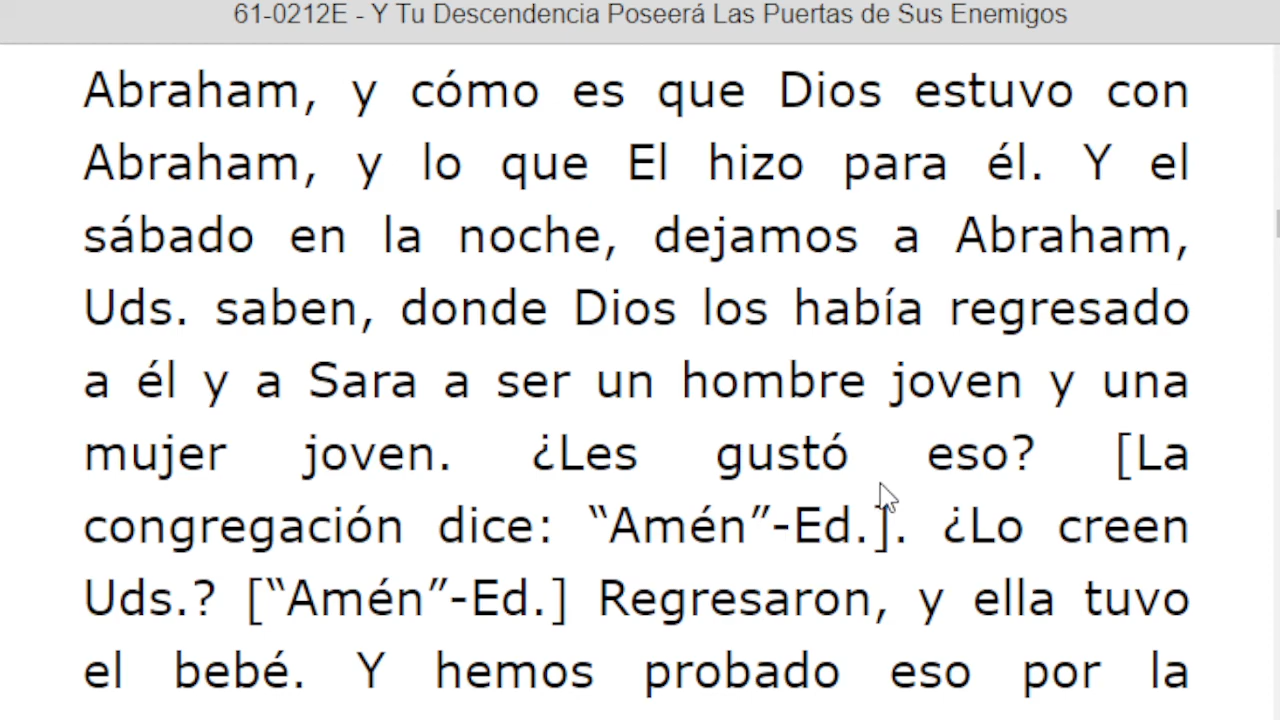 61-0212E - Y Tu Descendencia Poseerá Las Puertas de Sus Enemigos
Abraham, y cómo es que Dios estuvo con
Abraham, y lo que El hizo para él. Y el
sábado en la noche, dejamos a Abraham,
Uds. saben, donde Dios los había regresado
a él y a Sara a ser un hombre joven y una
mujer joven. ¿Les gustó eso? [La
congregación dice: “Amén”-Ed.]. ¿Lo creen
Uds.? [“Amén”-Ed.] Regresaron, y ella tuvo
el bebé. Y hemos probado eso por la